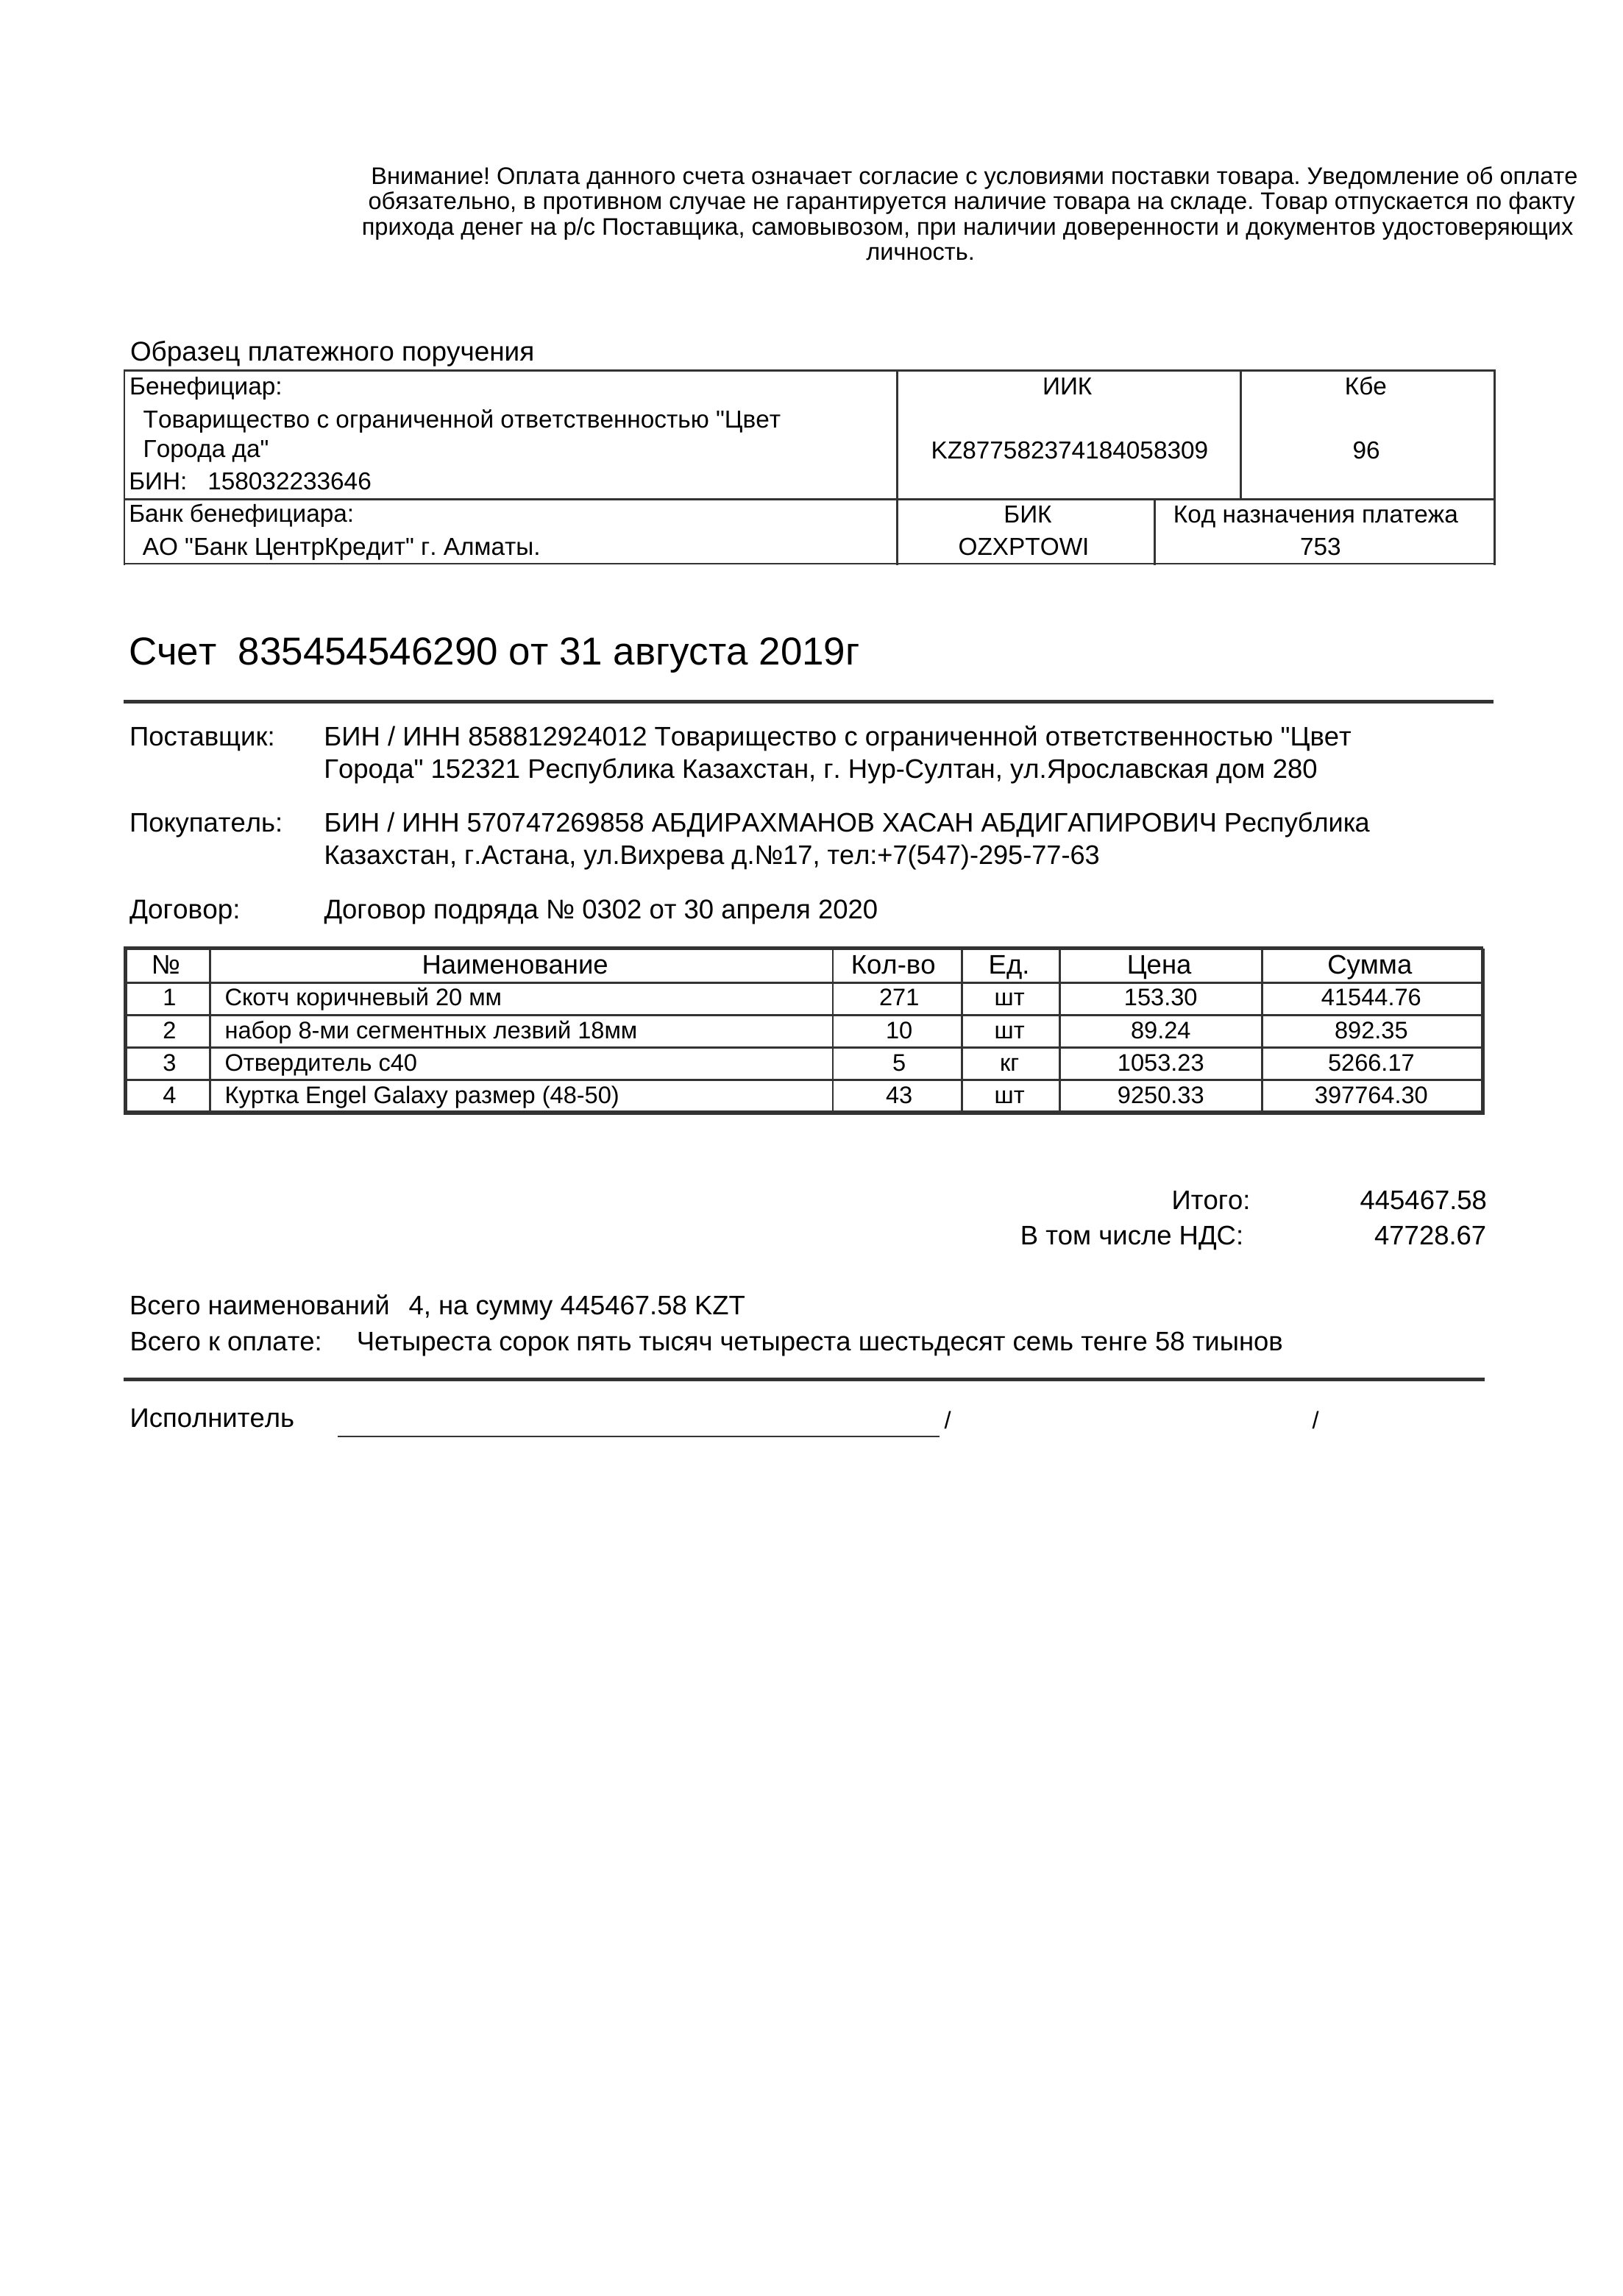 Внимание! Оплата данного счета означает согласие с условиями поставки товара. Уведомление об оплате
обязательно, в противном случае не гарантируется наличие товара на складе. Товар отпускается по факту
прихода денег на р/с Поставщика, самовывозом, при наличии доверенности и документов удостоверяющих
личность.
Образец платежного поручения
Бенефициар: ИИК Кбе
Товарищество с ограниченной ответственностью "Цвет
Города да" KZ877582374184058309 96
БИН: 158032233646
Банк бенефициара: БИК Код назначения платежа
АО "Банк ЦентрКредит" г. Алматы. OZXPTOWI 753
Счет 835454546290 от 31 августа 2019г
Поставщик: БИН / ИНН 858812924012 Товарищество с ограниченной ответственностью "Цвет
Города" 152321 Республика Казахстан, г. Нур-Султан, ул.Ярославская дом 280
Покупатель: БИН / ИНН 570747269858 АБДИРАХМАНОВ ХАСАН АБДИГАПИРОВИЧ Республика
Казахстан, г.Астана, ул.Вихрева д.№17, тел:+7(547)-295-77-63
Договор: Договор подряда № 0302 от 30 апреля 2020
№ Наименование Кол-во Ед. Цена Сумма
1 Скотч коричневый 20 мм 271 шт 153.30 41544.76
2 набор 8-ми сегментных лезвий 18мм 10 шт 89.24 892.35
3 Отвердитель с40 5 кг 1053.23 5266.17
4 Куртка Engel Galaxy размер (48-50) 43 шт 9250.33 397764.30
Итого: 445467.58
В том числе НДС: 47728.67
Всего наименований 4, на сумму 445467.58 KZT
Всего к оплате: Четыреста сорок пять тысяч четыреста шестьдесят семь тенге 58 тиынов
Исполнитель / /